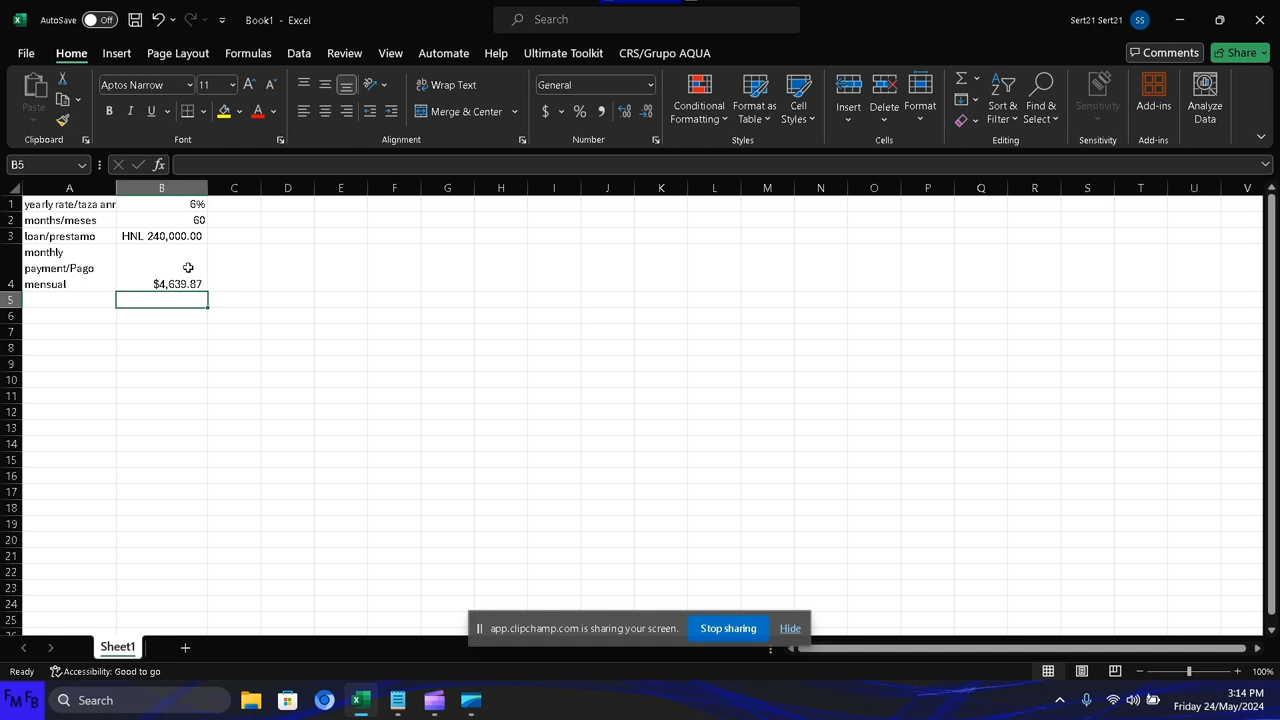 AutoSave Off Book1 - Excel Search Sert21 Sert21 SS
File Home Insert Page Layout Formulas Data Review View Automate Help Ultimate Toolkit CRS/Grupo AQUA Comments Share
Paste
Clipboard
Aptos Narrow 11
B I U
Font
Wrap Text
Merge & Center
Alignment
General
$ %
Number
Conditional
Formatting
Format as
Table
Cell
Styles
Styles
Insert Delete Format
Cells
Sort &
Filter
Find &
Select
Editing
Sensitivity
Sensitivity
Add-ins
Add-ins
Analyze
Data
B5 fx
A B C D E F G H I J K L M N O P Q R S T U V
1 yearly rate/taza anr 6%
2 months/meses 60
3 loan/prestamo HNL 240,000.00
monthly
payment/Pago
4 mensual $4,639.87
5
6
7
8
9
10
11
12
13
14
15
16
17
18
19
20
21
22
23
24
25
app.clipchamp.com is sharing your screen. Stop sharing Hide
Sheet1
Ready Accessibility: Good to go 100%
FM FB Search
3:14 PM
Friday 24/May/2024